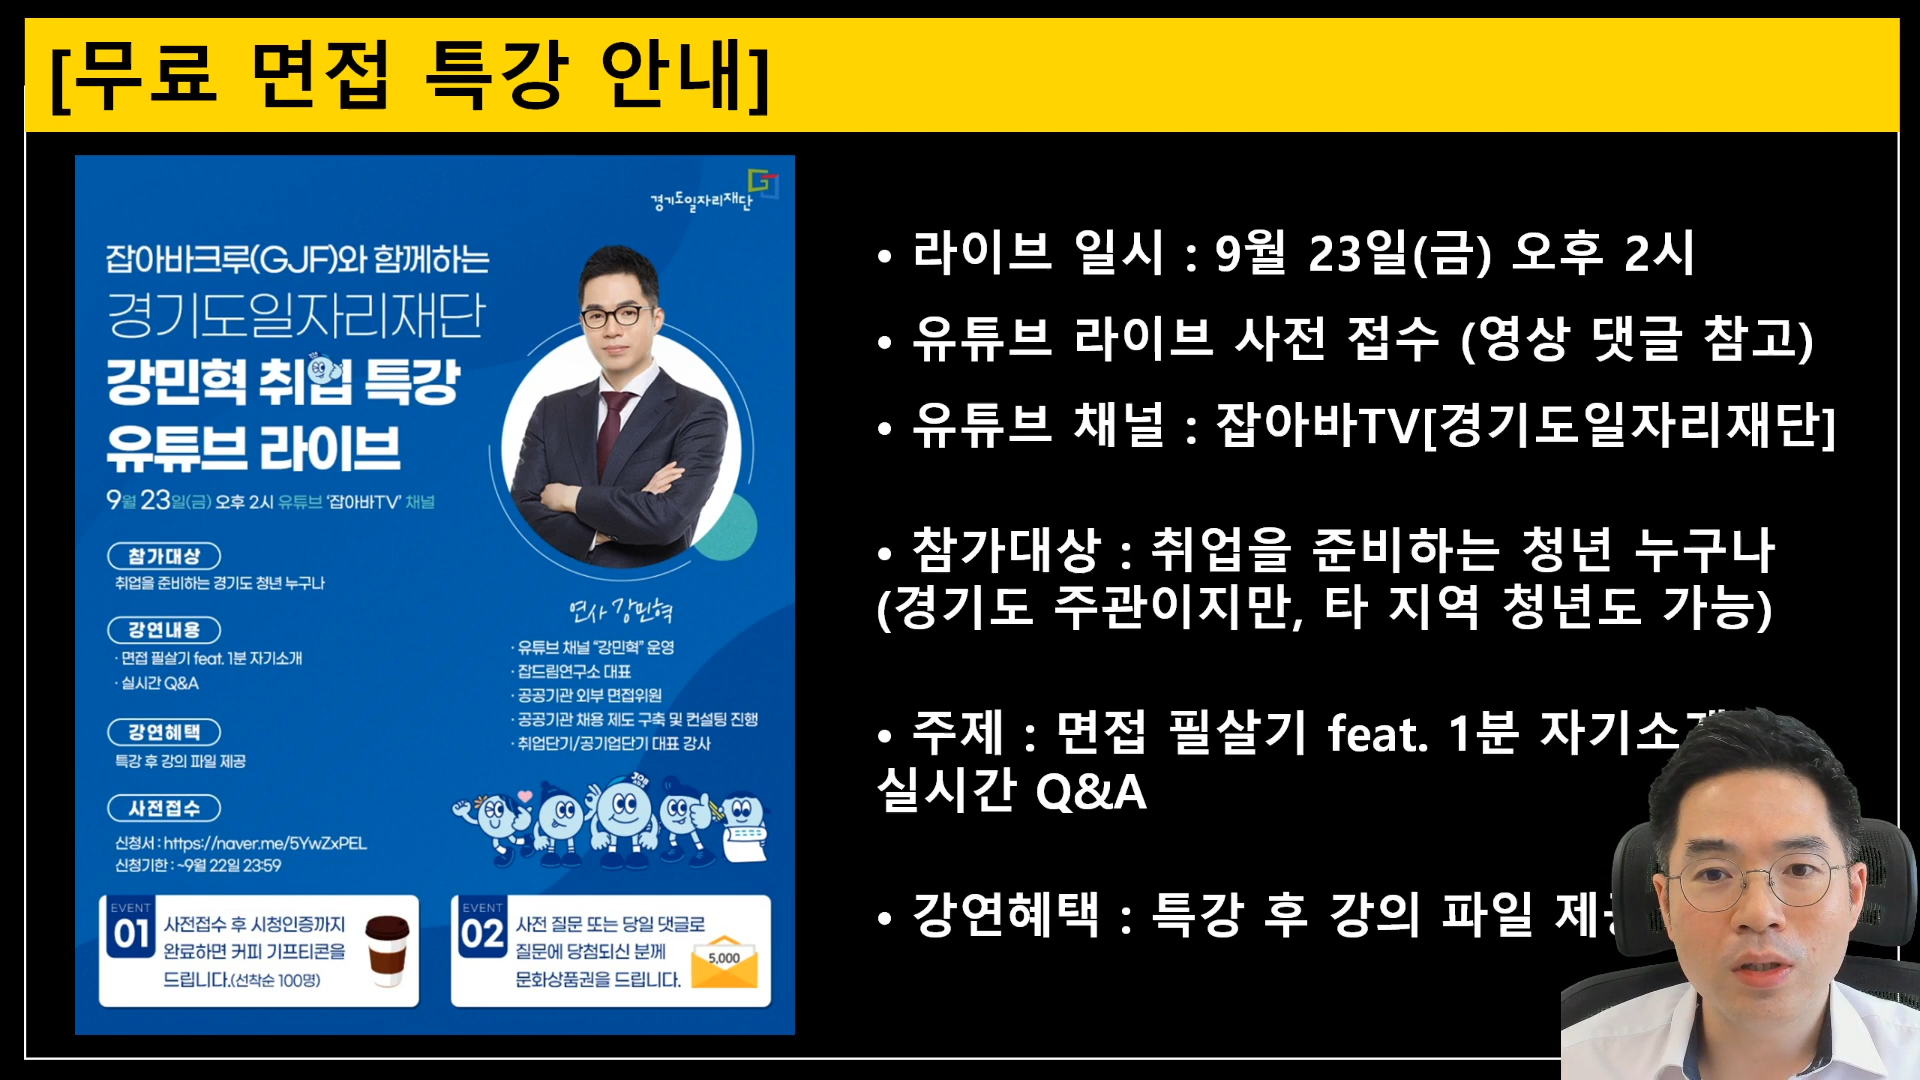 [무료 면접 특강 안내]
경기도일자리재단
잡아바크루(GJF)와 함께하는
경기도일자리재단
강민혁 취업 특강
유튜브 라이브
9월 23일(금) 오후 2시 유튜브 '잡아바TV' 채널
참가대상
취업을 준비하는 경기도 청년 누구나
강연내용
· 면접 필살기 feat. 1분 자기소개
· 실시간 Q&A
강연혜택
특강 후 강의 파일 제공
사전접수
신청서 : https://naver.me/5YwZxPEL
신청기한 : ~9월 22일 23:59
연사 강민혁
· 유튜브 채널 "강민혁" 운영
· 잡드림연구소 대표
· 공공기관 외부 면접위원
· 공공기관 채용 제도 구축 및 컨설팅 진행
· 취업단기/공기업단기 대표 강사
JOB
EVENT
01
사전접수 후 시청인증까지
완료하면 커피 기프티콘을
드립니다.(선착순 100명)
EVENT
02
사전 질문 또는 당일 댓글로
질문에 당첨되신 분께
문화상품권을 드립니다.
5,000
• 라이브 일시 : 9월 23일(금) 오후 2시
• 유튜브 라이브 사전 접수 (영상 댓글 참고)
• 유튜브 채널 : 잡아바TV[경기도일자리재단]
• 참가대상 : 취업을 준비하는 청년 누구나
(경기도 주관이지만, 타 지역 청년도 가능)
• 주제 : 면접 필살기 feat. 1분 자기소개
실시간 Q&A
• 강연혜택 : 특강 후 강의 파일 제공